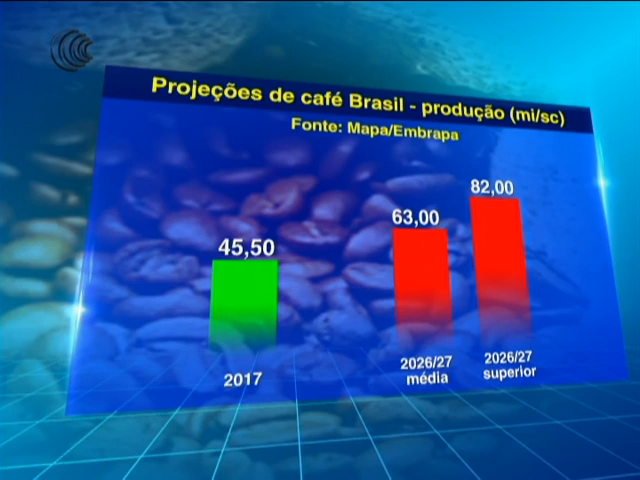 Projeções de café Brasil - produção (mi/sc)
Fonte: Mapa/Embrapa
45,50
63,00
82,00
2017
2026/27
média
2026/27
superior